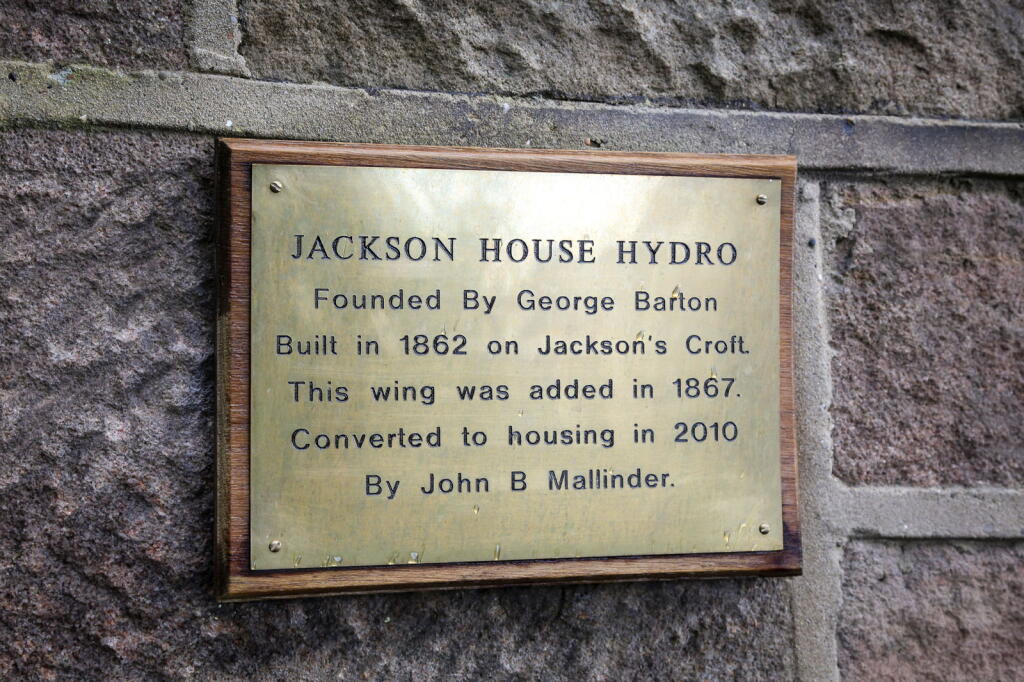 JACKSON HOUSE HYDRO
Founded By George Barton
Built in 1862 on Jackson's Croft.
This wing was added in 1867.
Converted to housing in 2010
By John B Mallinder.